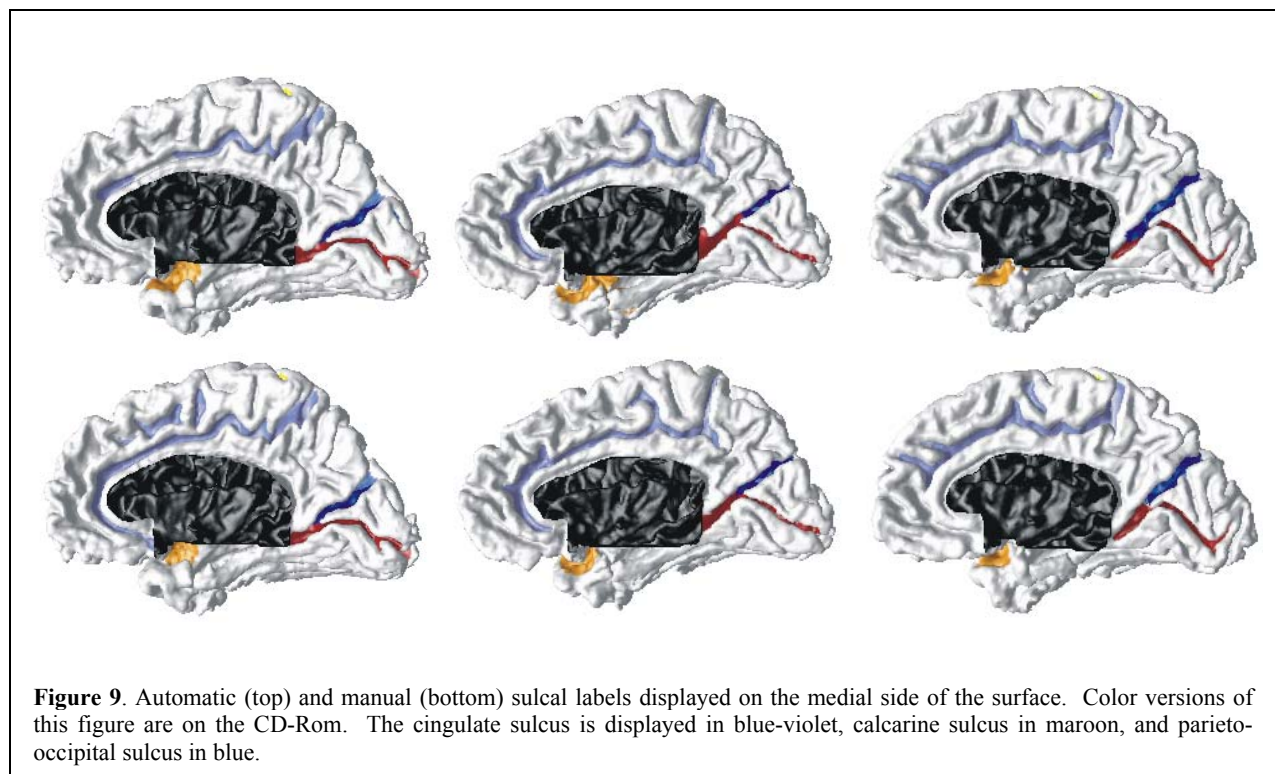 Figure 9. Automatic (top) and manual (bottom) sulcal labels displayed on the medial side of the surface. Color versions of
this figure are on the CD-Rom. The cingulate sulcus is displayed in blue-violet, calcarine sulcus in maroon, and parieto-
occipital sulcus in blue.